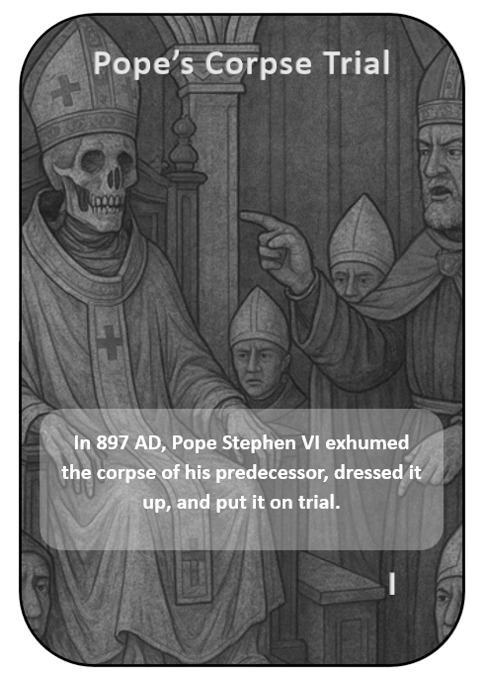 Pope’s Corpse Trial
In 897 AD, Pope Stephen VI exhumed
the corpse of his predecessor, dressed it
up, and put it on trial.
I